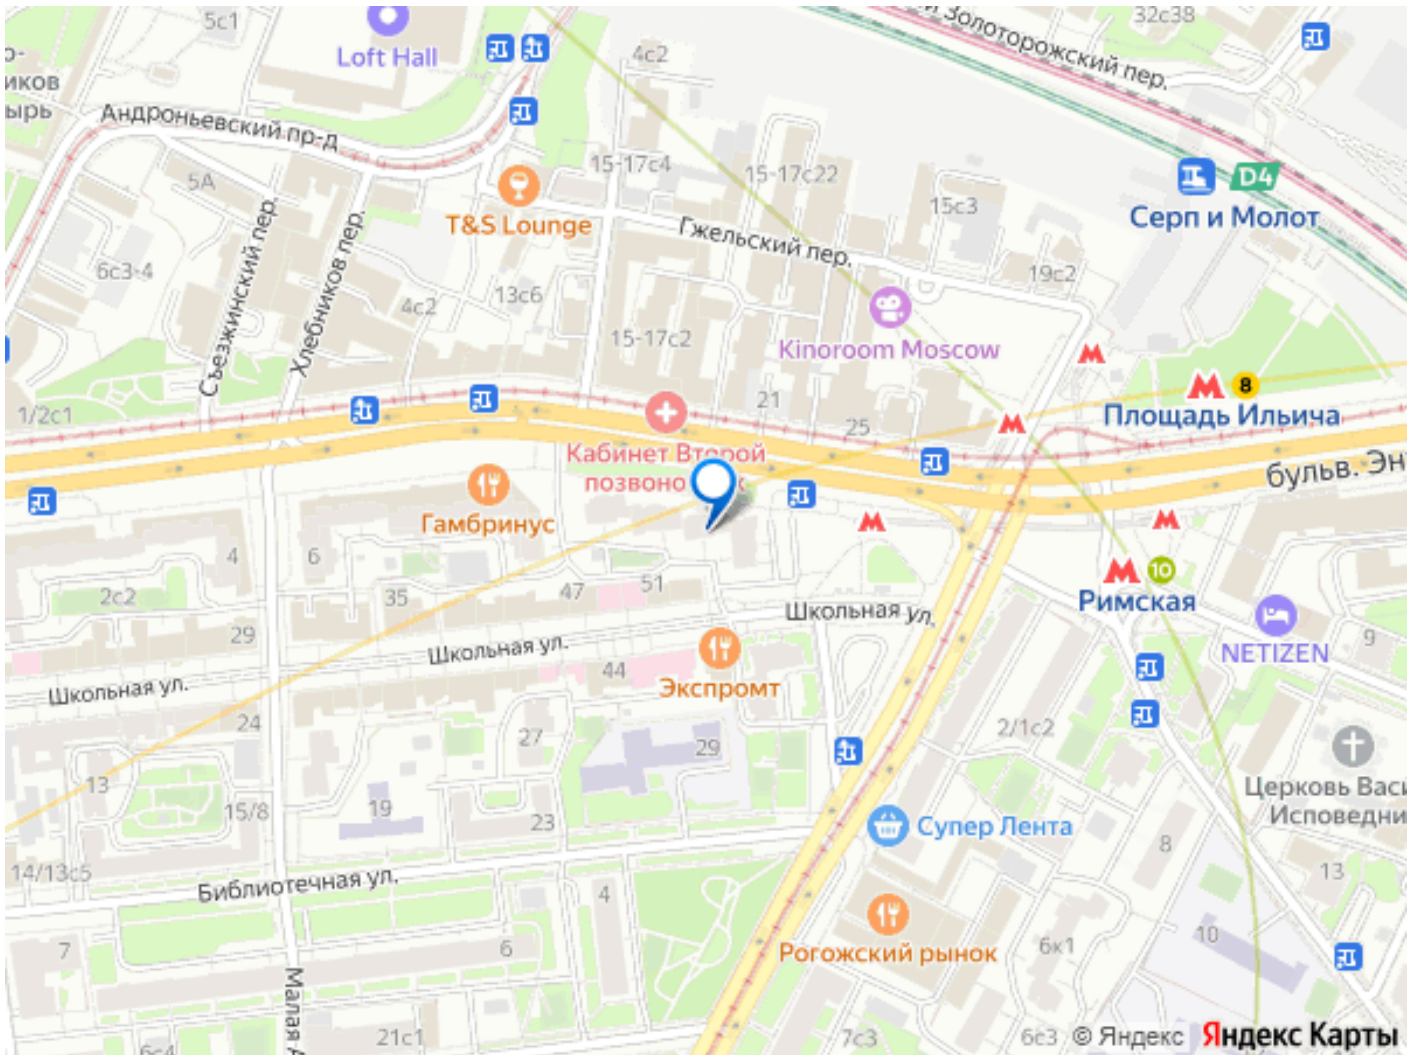 5с1
Loft Hall
4с2
й Золоторожский пер.
32с38
о-
иков
ырь
Андроньевский пр-д
5А
15-17с4
15-17с22
D4
Серп и Молот
T&S Lounge
15с3
Гжельский пер.
Съезжинский пер.
Хлебников пер.
6с3-4
4с2
13с6
19с2
15-17с2
Kinoroom Moscow
8
Площадь Ильича
1/2с1
21
25
Кабинет Второй
позвоно
к
бульв. Эн
Гамбринус
4
6
2с2
35
47
51
29
Школьная ул.
10
Римская
NETIZEN
9
Школьная ул.
44
Экспромт
Школьная ул.
24
27
29
2/1с2
13
15/8
19
23
Церковь Васи
Исповедни
Супер Лента
8
13
14/13с5
Библиотечная ул.
4
7
6
Рогожский рынок
6к1
10
Малая А
21с1
6с4
7с3
6с3
© Яндекс Яндекс Карты